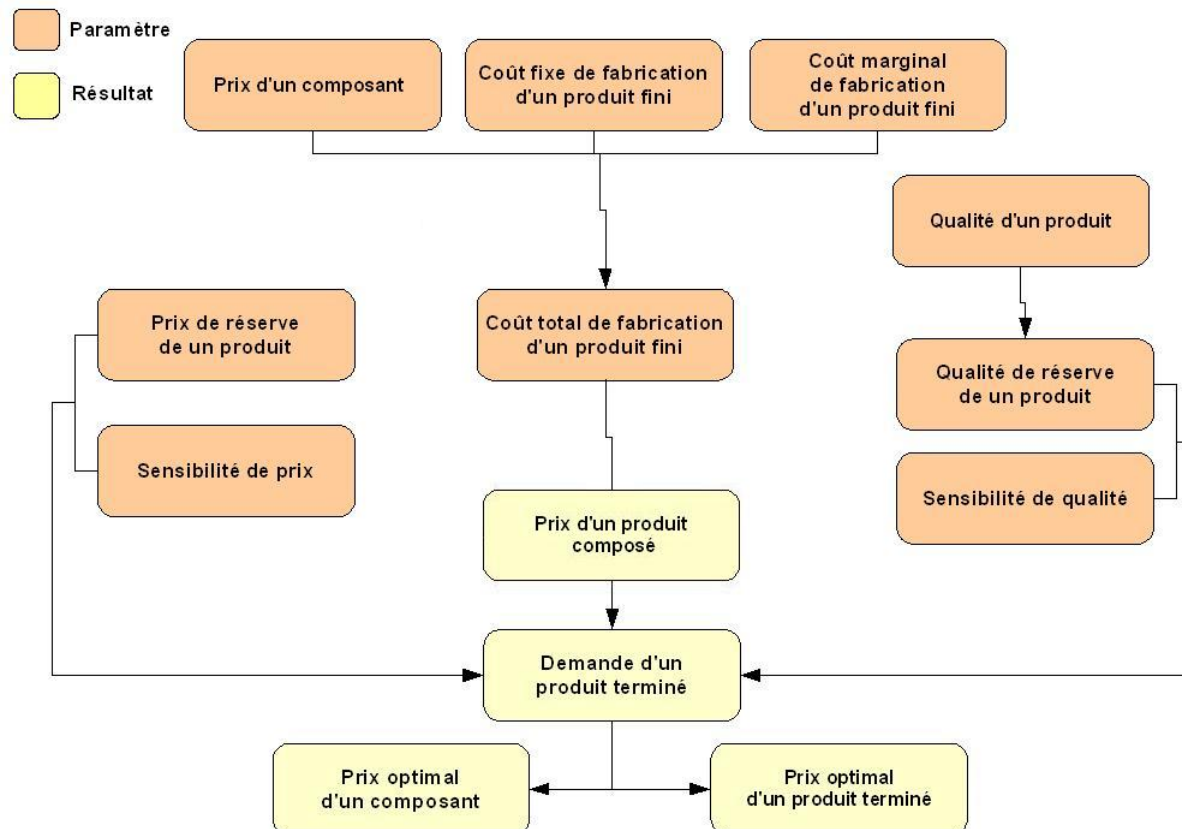 Paramètre
Résultat
Prix d'un composant
Coût fixe de fabrication
d'un produit fini
Coût marginal
de fabrication
d'un produit fini
Qualité d'un produit
Prix de réserve
de un produit
Coût total de fabrication
d'un produit fini
Qualité de réserve
de un produit
Sensibilité de prix
Sensibilité de qualité
Prix d'un produit
composé
Demande d'un
produit terminé
Prix optimal
d'un composant
Prix optimal
d'un produit terminé